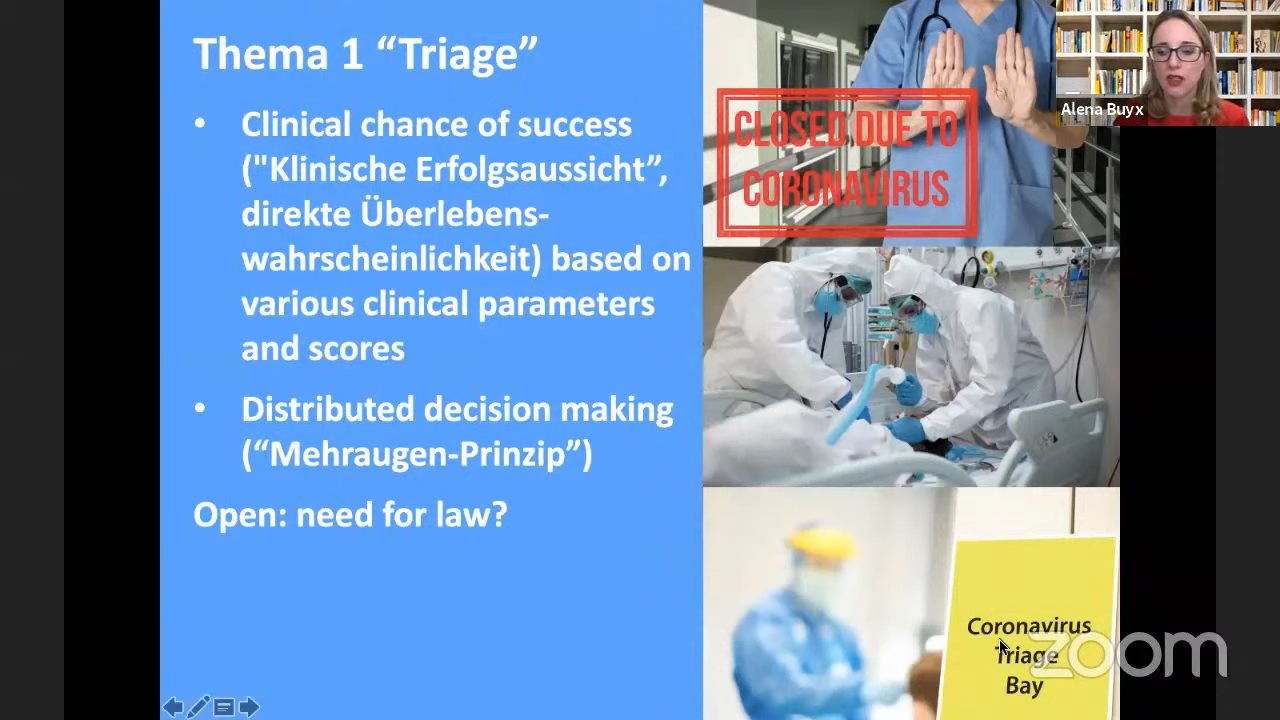 Thema 1 “Triage”
• Clinical chance of success
("Klinische Erfolgsaussicht”,
direkte Überlebens-
wahrscheinlichkeit) based on
various clinical parameters
and scores
• Distributed decision making
(“Mehraugen-Prinzip”)
Open: need for law?
CLOSED DUE TO
CORONAVIRUS
Alena Buyx
Coronavirus
Triage
Bay
zoom